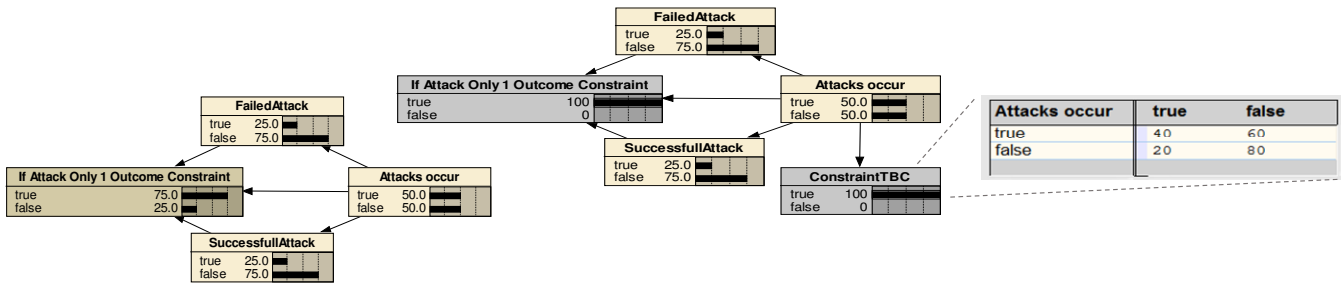 FailedAttack
true 25.0
false 75.0
If Attack Only 1 Outcome Constraint
true 75.0
false 25.0
Attacks occur
true 50.0
false 50.0
SuccessfullAttack
true 25.0
false 75.0
FailedAttack
true 25.0
false 75.0
If Attack Only 1 Outcome Constraint
true 100
false 0
Attacks occur
true 50.0
false 50.0
SuccessfullAttack
true 25.0
false 75.0
ConstraintTBC
true 100
false 0
Attacks occur true false
true 40 60
false 20 80